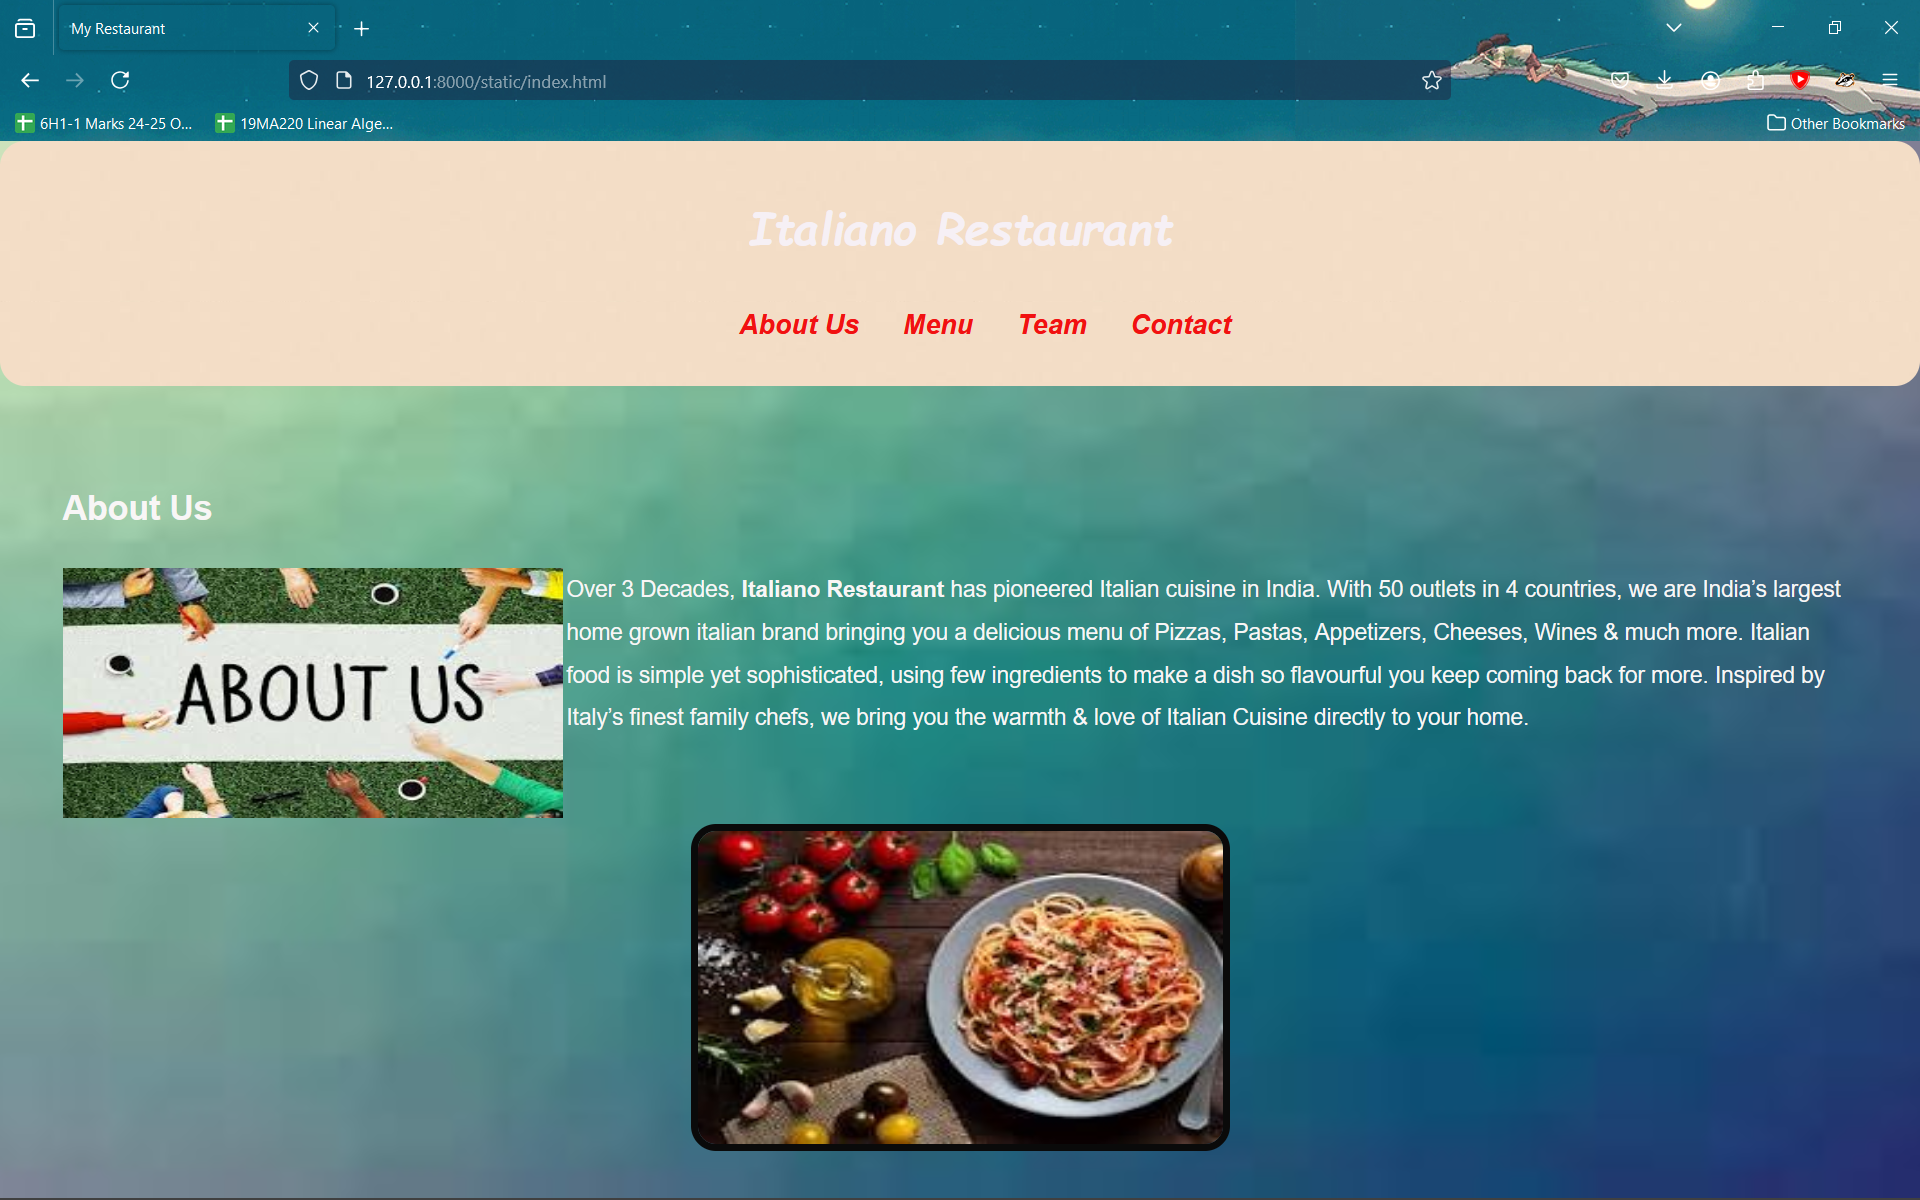 My Restaurant
127.0.0.1:8000/static/index.html
6H1-1 Marks 24-25 O...
19MA220 Linear Alge...
Other Bookmarks
Italiano Restaurant
About Us
Menu
Team
Contact
About Us
ABOUT US
Over 3 Decades, Italiano Restaurant has pioneered Italian cuisine in India. With 50 outlets in 4 countries, we are India’s largest
home grown italian brand bringing you a delicious menu of Pizzas, Pastas, Appetizers, Cheeses, Wines & much more. Italian
food is simple yet sophisticated, using few ingredients to make a dish so flavourful you keep coming back for more. Inspired by
Italy’s finest family chefs, we bring you the warmth & love of Italian Cuisine directly to your home.